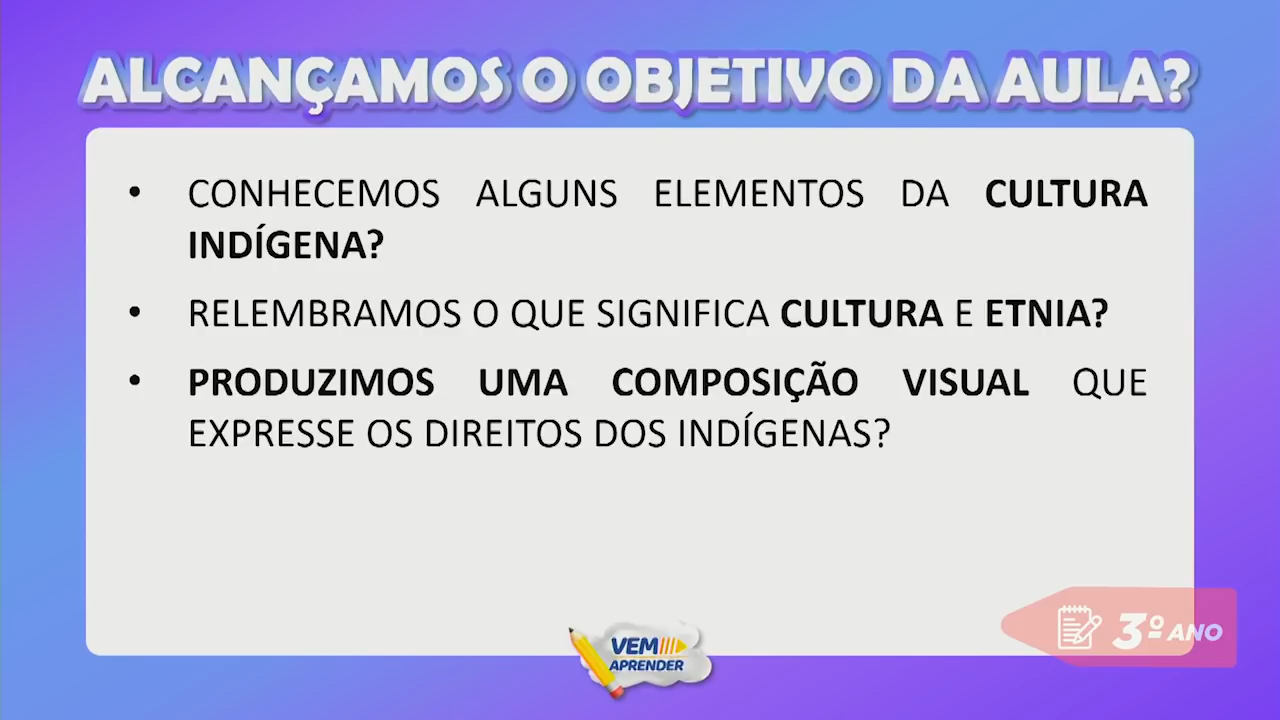 ALCANÇAMOS O OBJETIVO DA AULA?
• CONHECEMOS ALGUNS ELEMENTOS DA CULTURA
INDÍGENA?
• RELEMBRAMOS O QUE SIGNIFICA CULTURA E ETNIA?
• PRODUZIMOS UMA COMPOSIÇÃO VISUAL QUE
EXPRESSE OS DIREITOS DOS INDÍGENAS?
3º ANO
VEM
APRENDER